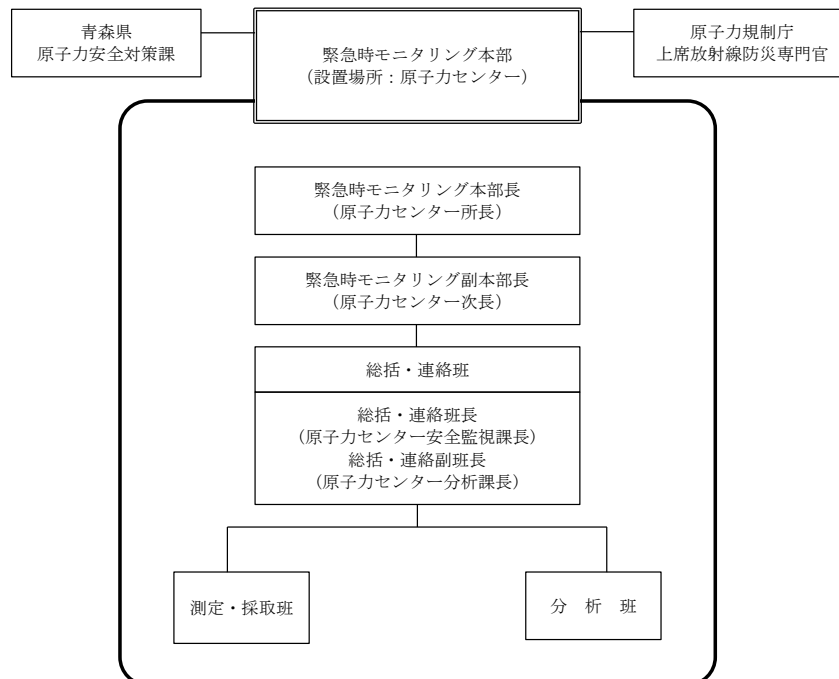 青森県
原子力安全対策課
緊急時モニタリング本部
（設置場所：原子力センター）
原子力規制庁
上席放射線防災専門官
緊急時モニタリング本部長
（原子力センター所長）
緊急時モニタリング副本部長
（原子力センター次長）
総括・連絡班
総括・連絡班長
（原子力センター安全監視課長）
総括・連絡副班長
（原子力センター分析課長）
測定・採取班
分　析　班